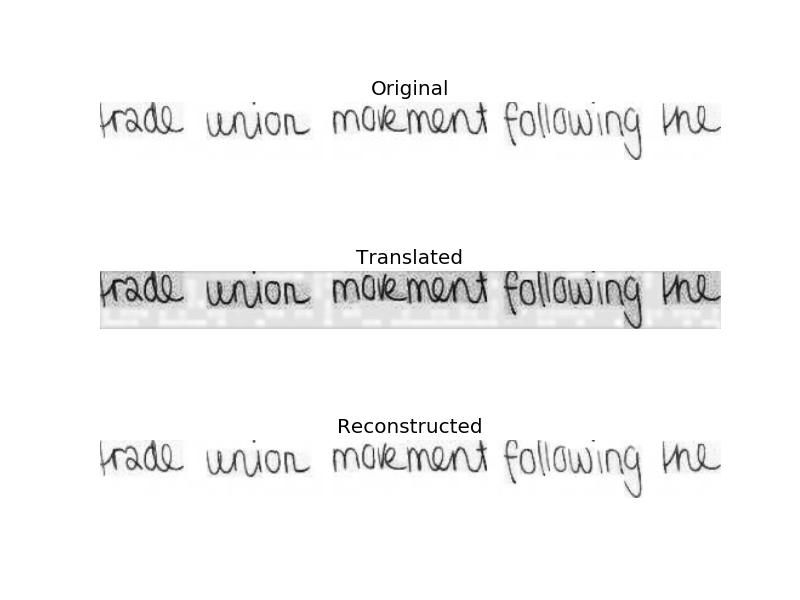 Original
trade union movement following the
Translated
trade union movement following the
Reconstructed
trade union movement following the